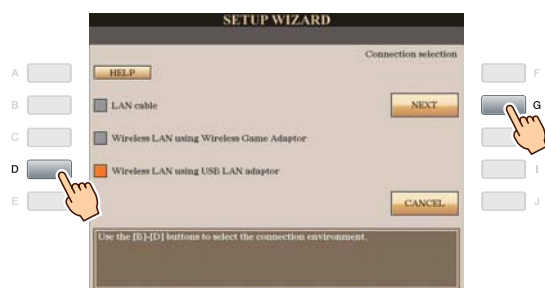 SETUP WIZARD
Connection selection
A
HELP
F
B
LAN cable
NEXT
G
C
Wireless LAN using Wireless Game Adaptor
D
Wireless LAN using USB LAN adaptor
I
E
CANCEL
J
Use the [B]-[D] buttons to select the connection environment.